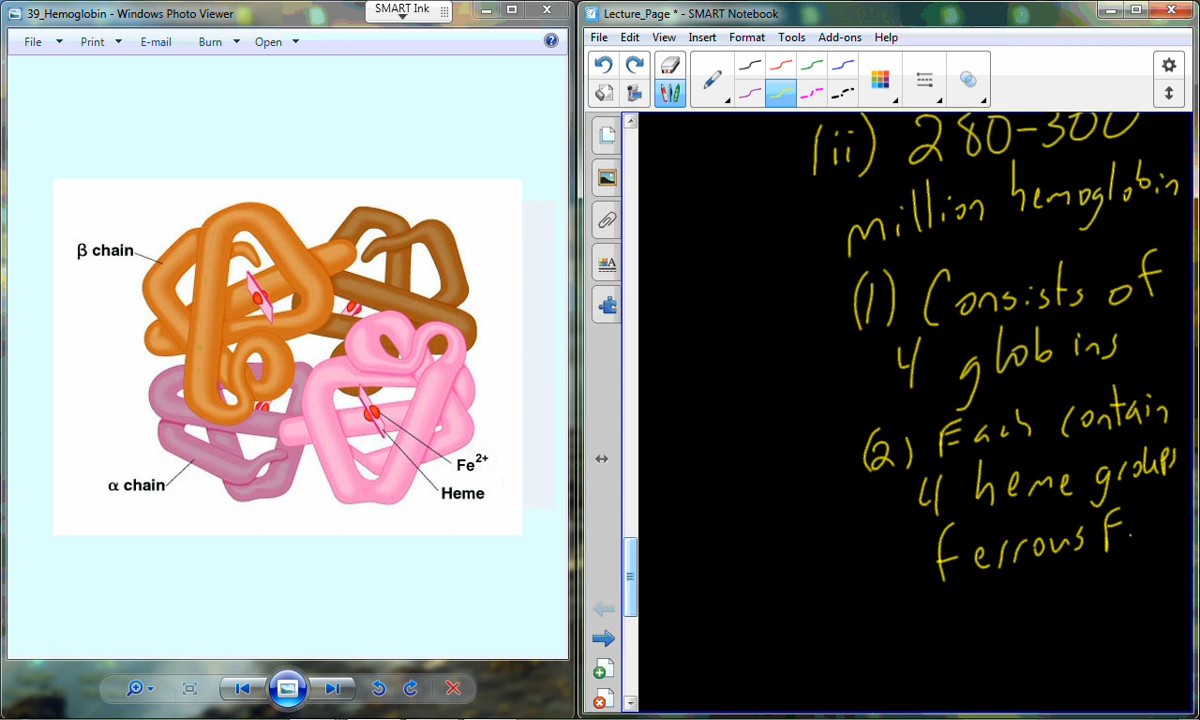 39_Hemoglobin - Windows Photo Viewer
SMART Ink
File Print E-mail Burn Open
β chain
α chain
Fe2+
Heme
Lecture_Page * - SMART Notebook
File Edit View Insert Format Tools Add-ons Help
(ii) 280-300
million hemoglobin
(1) Consists of
4 globins
(2) Each contain
4 heme groups
ferrous F.